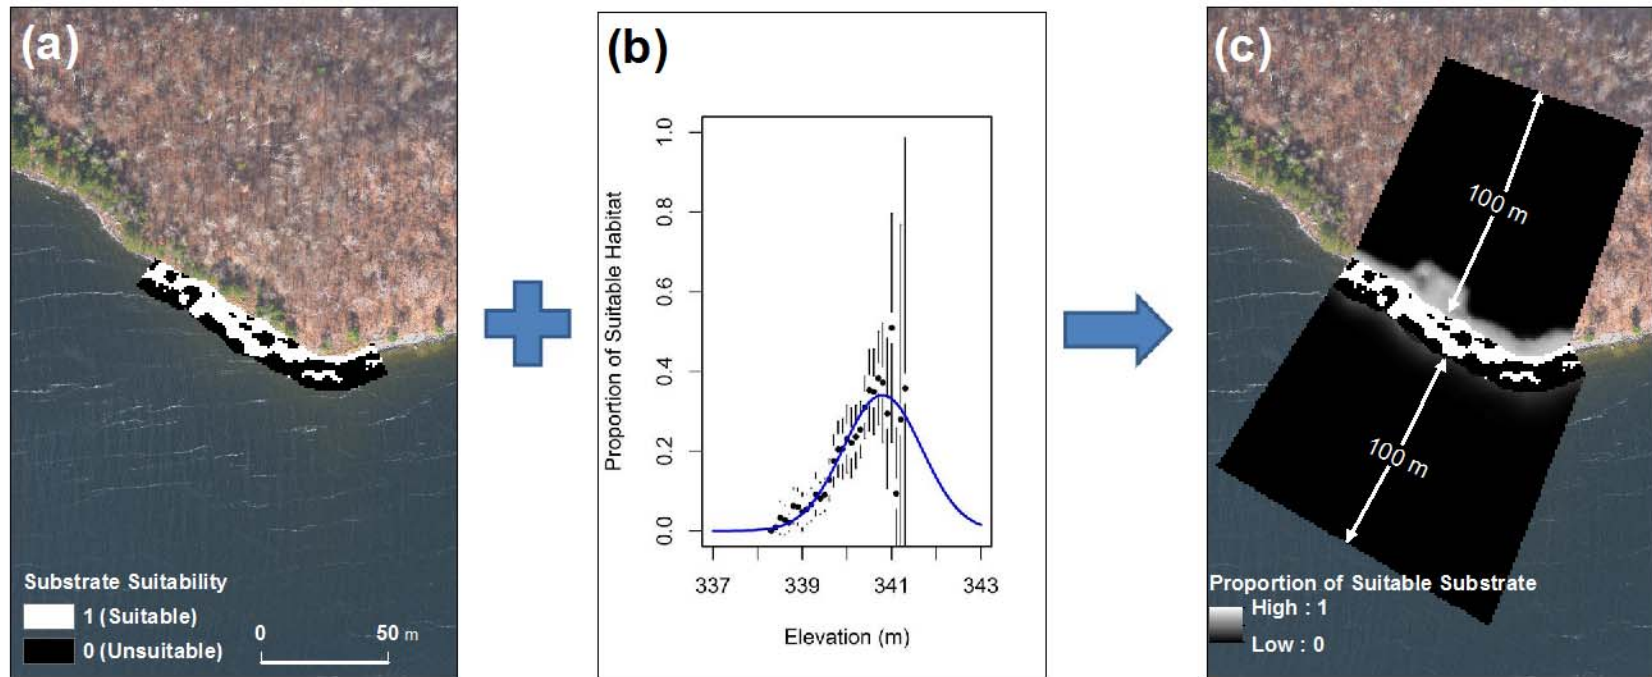 (a)
Substrate Suitability
1 (Suitable)
0 (Unsuitable)
0 50 m
(b)
Proportion of Suitable Habitat
1.0
0.8
0.6
0.4
0.2
0.0
337 339 341 343
Elevation (m)
(c)
100 m
100 m
Proportion of Suitable Substrate
High : 1
Low : 0